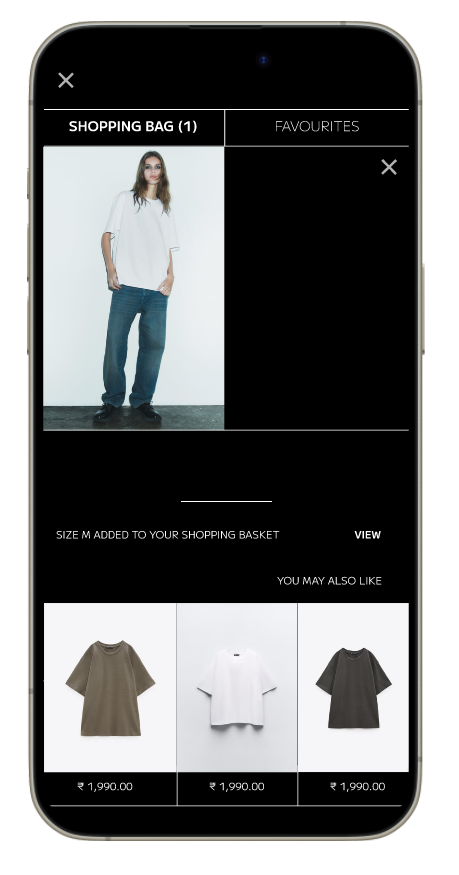 SHOPPING BAG (1)
FAVOURITES
SIZE M ADDED TO YOUR SHOPPING BASKET
VIEW
YOU MAY ALSO LIKE
₹ 1,990.00
₹ 1,990.00
₹ 1,990.00